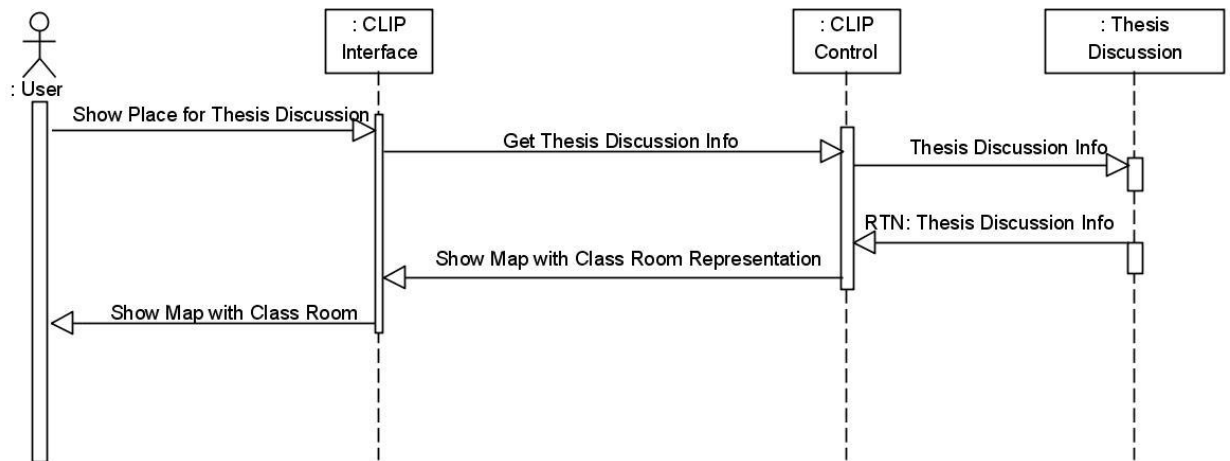 : CLIP
Interface
: CLIP
Control
: Thesis
Discussion
: User
Show Place for Thesis Discussion
Get Thesis Discussion Info
Thesis Discussion Info
RTN: Thesis Discussion Info
Show Map with Class Room Representation
Show Map with Class Room